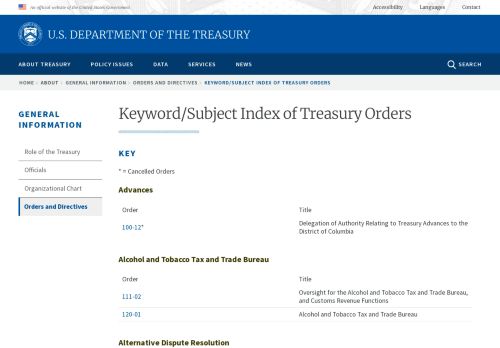 An official website of the United States Government
Accessibility Languages Contact
U.S. DEPARTMENT OF THE TREASURY
ABOUT TREASURY POLICY ISSUES DATA SERVICES NEWS SEARCH
HOME › ABOUT › GENERAL INFORMATION › ORDERS AND DIRECTIVES › KEYWORD/SUBJECT INDEX OF TREASURY ORDERS
GENERAL
INFORMATION
Role of the Treasury
Officials
Organizational Chart
Orders and Directives
Keyword/Subject Index of Treasury Orders
KEY
* = Cancelled Orders
Advances
Order Title
100-12* Delegation of Authority Relating to Treasury Advances to the
District of Columbia
Alcohol and Tobacco Tax and Trade Bureau
Order Title
111-02 Oversight for the Alcohol and Tobacco Tax and Trade Bureau,
and Customs Revenue Functions
120-01 Alcohol and Tobacco Tax and Trade Bureau
Alternative Dispute Resolution